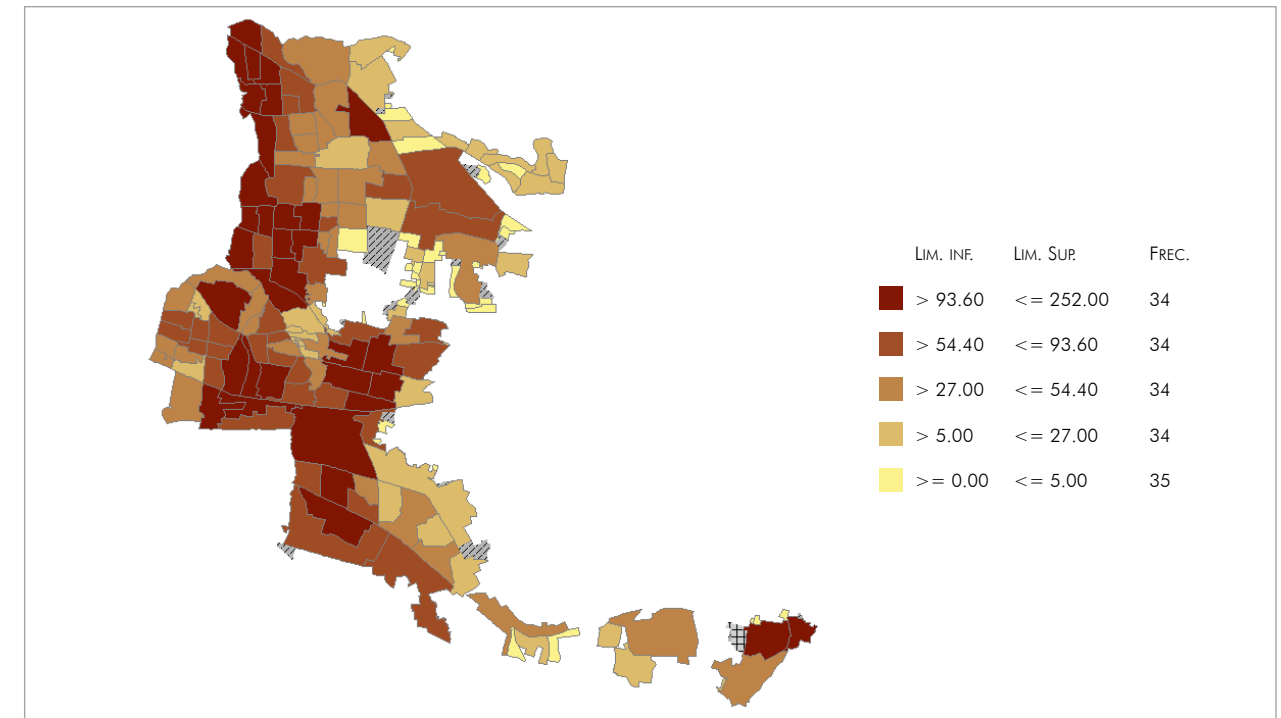 LIM. INF. LIM. SUP. FREC.
> 93.60 <= 252.00 34
> 54.40 <= 93.60 34
> 27.00 <= 54.40 34
> 5.00 <= 27.00 34
>= 0.00 <= 5.00 35